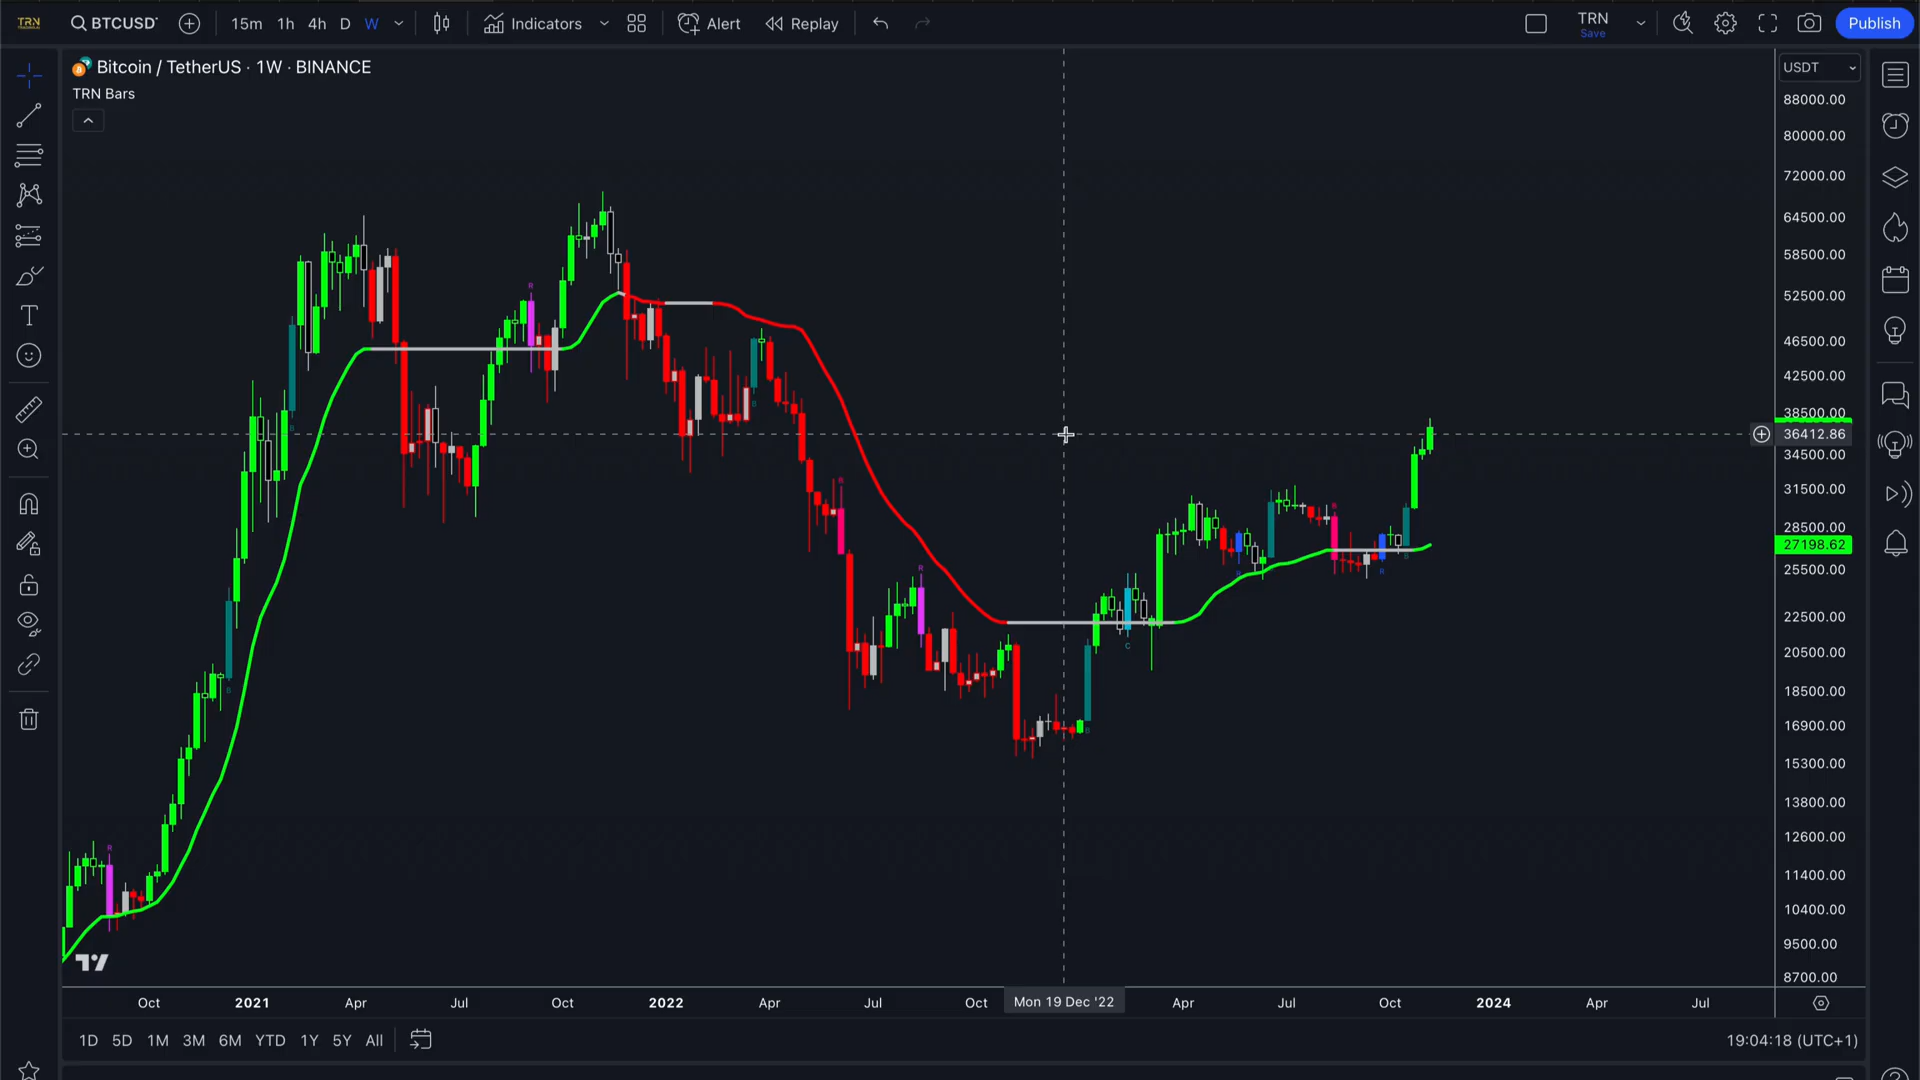 TRN BTCUSD 15m 1h 4h D W Indicators Alert Replay TRN Save Publish
Bitcoin / TetherUS · 1W · BINANCE
TRN Bars
USDT
88000.00
80000.00
72000.00
64500.00
58500.00
52500.00
46500.00
42500.00
38500.00
36412.86
34500.00
31500.00
28500.00
27198.62
25500.00
22500.00
20500.00
18500.00
16900.00
15300.00
13800.00
12600.00
11400.00
10400.00
9500.00
8700.00
R
R
B
R
B
R
B
B
C
R
R
R
B
B
R
Oct 2021 Apr Jul Oct 2022 Apr Jul Oct Mon 19 Dec '22 Apr Jul Oct 2024 Apr Jul
1D 5D 1M 3M 6M YTD 1Y 5Y All 19:04:18 (UTC+1)